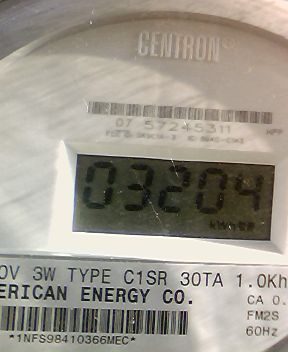 CENTRON®
07 57245311
03204
0V 3W TYPE C1SR 30TA 1.0Kh
ERICAN ENERGY CO.
CA 0.
FM2S
60Hz
*1NFS98410366MEC*